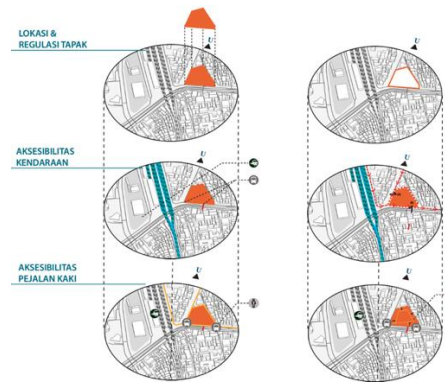 LOKASI &
REGULASI TAPAK
U
U
AKSESIBILITAS
KENDARAAN
U
U
AKSESIBILITAS
PEJALAN KAKI
U
U